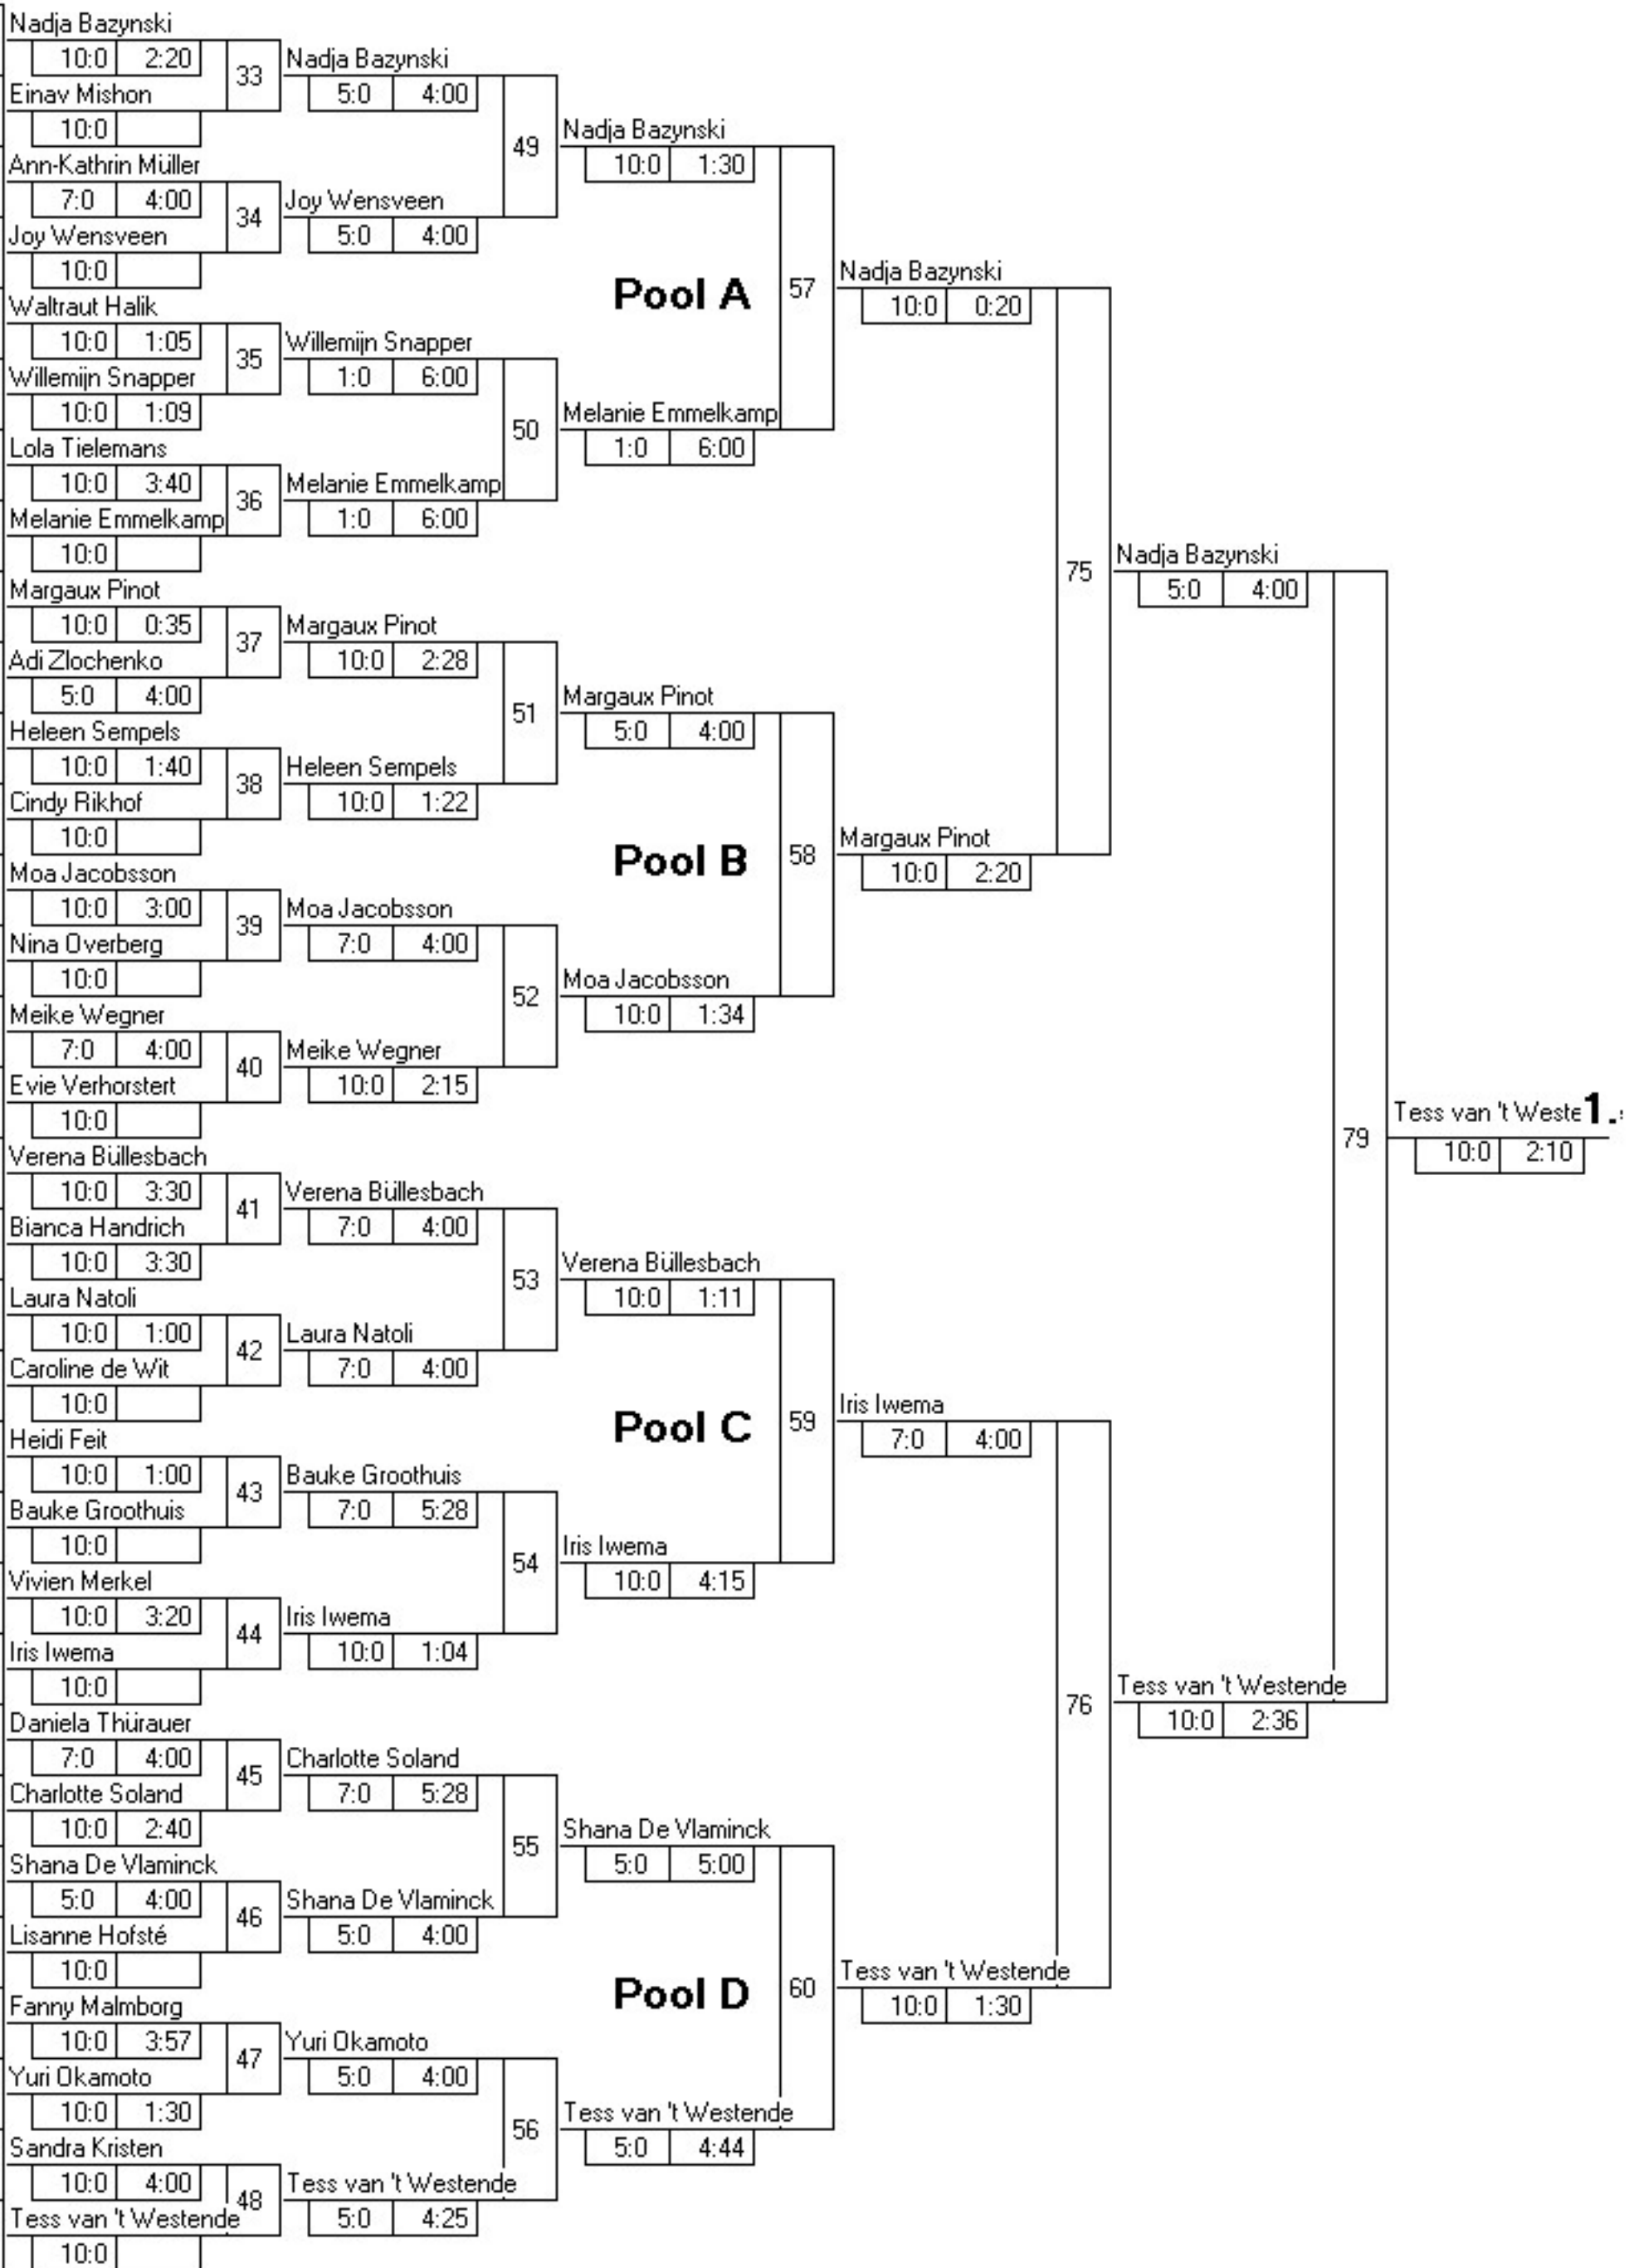 Nadja Bazynski
10:0 2:20
33
Einav Mishon
10:0
Ann-Kathrin Müller
7:0 4:00
34
Joy Wensveen
10:0
Waltraut Halik
10:0 1:05
35
Willemijn Snapper
10:0 1:09
Lola Tielemans
10:0 3:40
36
Melanie Emmelkamp
10:0
Margaux Pinot
10:0 0:35
37
Adi Zlochenko
5:0 4:00
Heleen Sempels
10:0 1:40
38
Cindy Rikhof
10:0
Moa Jacobsson
10:0 3:00
39
Nina Overberg
10:0
Meike Wegner
7:0 4:00
40
Evie Verhorstert
10:0
Verena Büllesbach
10:0 3:30
41
Bianca Handrich
10:0 3:30
Laura Natoli
10:0 1:00
42
Caroline de Wit
10:0
Heidi Feit
10:0 1:00
43
Bauke Groothuis
10:0
Vivien Merkel
10:0 3:20
44
Iris Iwema
10:0
Daniela Thürauer
7:0 4:00
45
Charlotte Soland
10:0 2:40
Shana De Vlaminck
5:0 4:00
46
Lisanne Hofsté
10:0
Fanny Malmborg
10:0 3:57
47
Yuri Okamoto
10:0 1:30
Sandra Kristen
10:0 4:00
48
Tess van 't Westende
10:0
Nadja Bazynski
5:0 4:00
49
Joy Wensveen
5:0 4:00
Willemijn Snapper
1:0 6:00
50
Melanie Emmelkamp
1:0 6:00
Margaux Pinot
10:0 2:28
51
Heleen Sempels
10:0 1:22
Moa Jacobsson
7:0 4:00
52
Meike Wegner
10:0 2:15
Verena Büllesbach
7:0 4:00
53
Laura Natoli
7:0 4:00
Bauke Groothuis
7:0 5:28
54
Iris Iwema
10:0 1:04
Charlotte Soland
7:0 5:28
55
Shana De Vlaminck
5:0 4:00
Yuri Okamoto
5:0 4:00
56
Tess van 't Westende
5:0 4:25
Nadja Bazynski
10:0 1:30
Pool A
57
Melanie Emmelkamp
1:0 6:00
Margaux Pinot
5:0 4:00
Pool B
58
Moa Jacobsson
10:0 1:34
Verena Büllesbach
10:0 1:11
Pool C
59
Iris Iwema
10:0 4:15
Shana De Vlaminck
5:0 5:00
Pool D
60
Tess van 't Westende
5:0 4:44
Nadja Bazynski
10:0 0:20
75
Margaux Pinot
10:0 2:20
Iris Iwema
7:0 4:00
76
Tess van 't Westende
10:0 1:30
Nadja Bazynski
5:0 4:00
79
Tess van 't Westende
10:0 2:36
Tess van 't Weste 1.
10:0 2:10